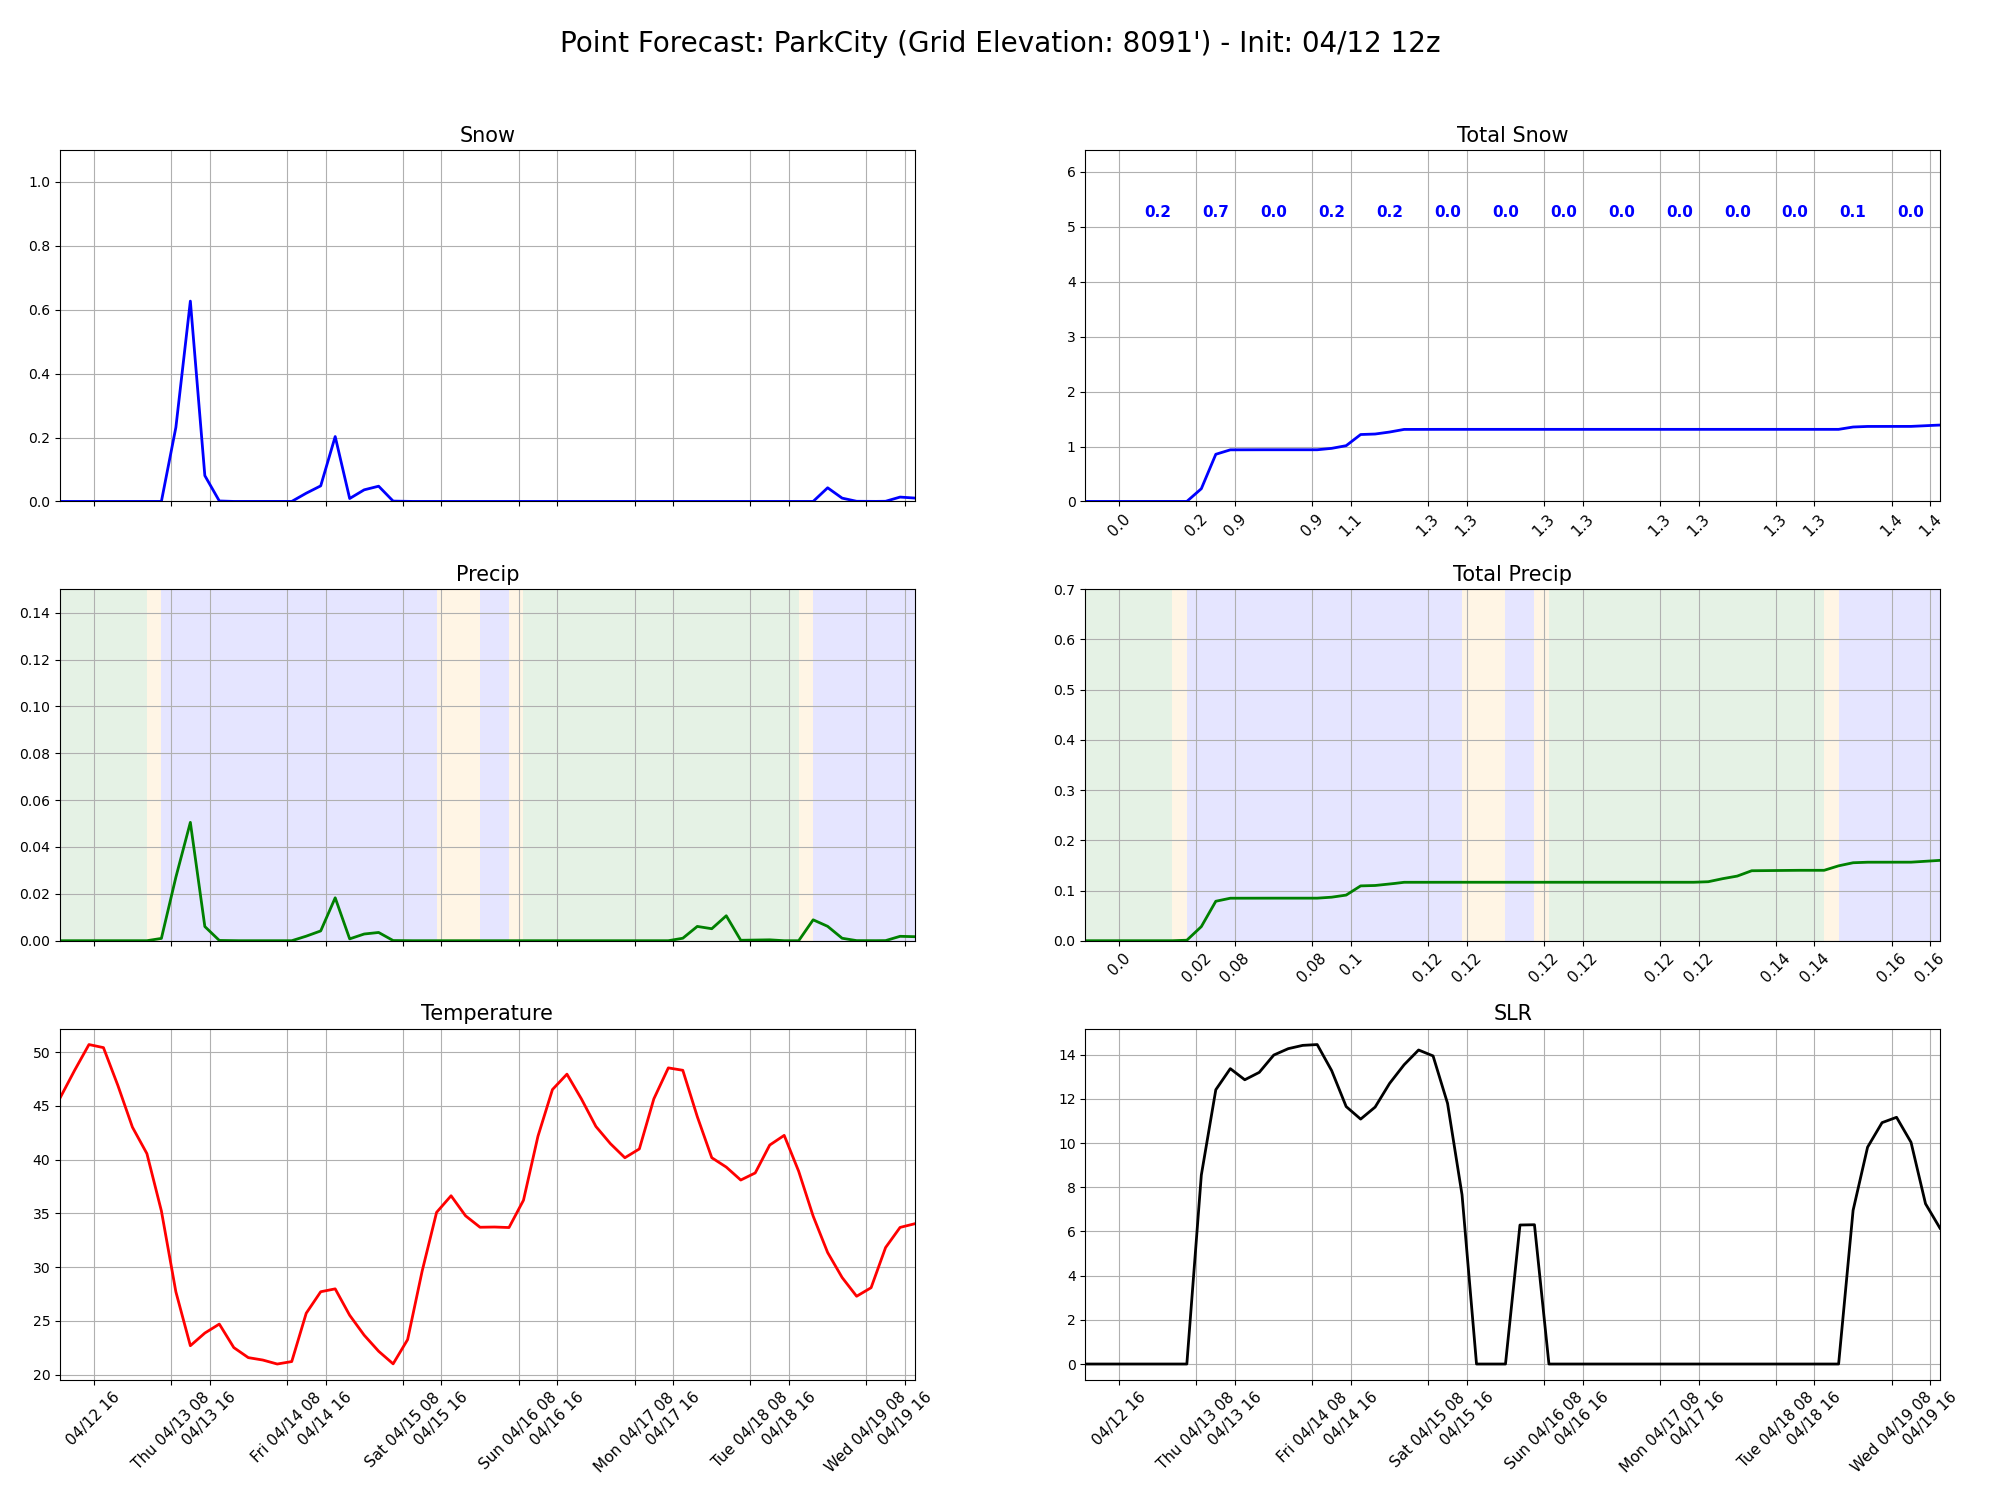 Point Forecast: ParkCity (Grid Elevation: 8091') - Init: 04/12 12z
Snow
1.0
0.8
0.6
0.4
0.2
0.0
Total Snow
6
5
4
3
2
1
0
0.2 0.7 0.0 0.2 0.2 0.0 0.0 0.0 0.0 0.0 0.0 0.0 0.1 0.0
0.0 0.2 0.9 0.9 1.1 1.3 1.3 1.3 1.3 1.3 1.3 1.3 1.3 1.4 1.4
Precip
0.14
0.12
0.10
0.08
0.06
0.04
0.02
0.00
Total Precip
0.7
0.6
0.5
0.4
0.3
0.2
0.1
0.0
0.0 0.02 0.08 0.08 0.1 0.12 0.12 0.12 0.12 0.12 0.12 0.14 0.14 0.16 0.16
Temperature
50
45
40
35
30
25
20
04/12 16
Thu 04/13 08
04/13 16
Fri 04/14 08
04/14 16
Sat 04/15 08
04/15 16
Sun 04/16 08
04/16 16
Mon 04/17 08
04/17 16
Tue 04/18 08
04/18 16
Wed 04/19 08
04/19 16
SLR
14
12
10
8
6
4
2
0
04/12 16
Thu 04/13 08
04/13 16
Fri 04/14 08
04/14 16
Sat 04/15 08
04/15 16
Sun 04/16 08
04/16 16
Mon 04/17 08
04/17 16
Tue 04/18 08
04/18 16
Wed 04/19 08
04/19 16